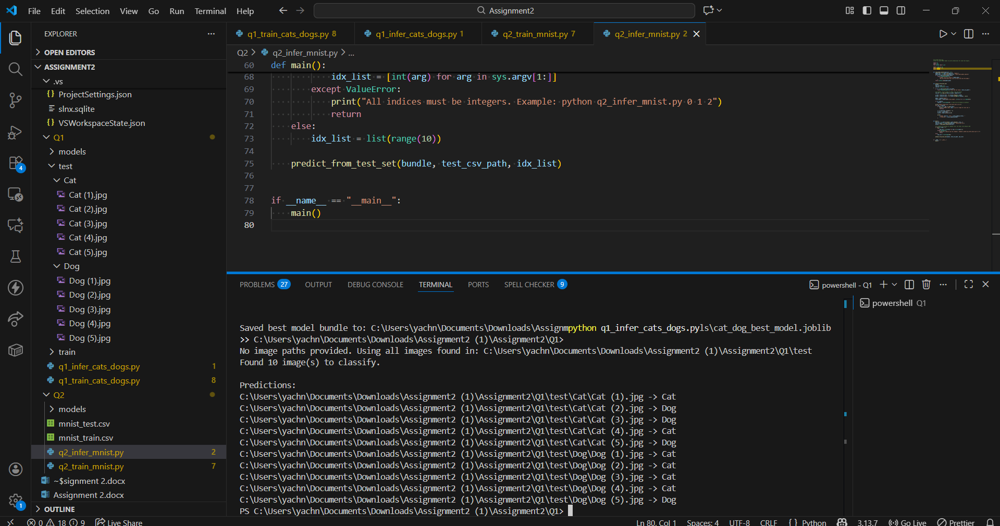 File Edit Selection View Go Run Terminal Help
Assignment2
EXPLORER
OPEN EDITORS
ASSIGNMENT2
.vs
ProjectSettings.json
slnx.sqlite
VSWorkspaceState.json
Q1
models
test
Cat
Cat (1).jpg
Cat (2).jpg
Cat (3).jpg
Cat (4).jpg
Cat (5).jpg
Dog
Dog (1).jpg
Dog (2).jpg
Dog (3).jpg
Dog (4).jpg
Dog (5).jpg
train
q1_infer_cats_dogs.py 1
q1_train_cats_dogs.py 8
Q2
models
mnist_test.csv
mnist_train.csv
q2_infer_mnist.py 2
q2_train_mnist.py 7
~$signment 2.docx
Assignment 2.docx
OUTLINE
4
1
q1_train_cats_dogs.py 8
q1_infer_cats_dogs.py 1
q2_train_mnist.py 7
q2_infer_mnist.py 2
Q2 > q2_infer_mnist.py > ...
60 def main():
68 idx_list = [int(arg) for arg in sys.argv[1:]]
69 except ValueError:
70 print("All indices must be integers. Example: python q2_infer_mnist.py 0 1 2")
71 return
72 else:
73 idx_list = list(range(10))
74
75 predict_from_test_set(bundle, test_csv_path, idx_list)
76
77
78 if __name__ == "__main__":
79 main()
80
PROBLEMS 27 OUTPUT DEBUG CONSOLE TERMINAL PORTS SPELL CHECKER 9
powershell - Q1
powershell Q1
Saved best model bundle to: C:\Users\yachn\Documents\Downloads\Assignmpython q1_infer_cats_dogs.pyls\cat_dog_best_model.joblib
>> C:\Users\yachn\Documents\Downloads\Assignment2 (1)\Assignment2\Q1>
No image paths provided. Using all images found in: C:\Users\yachn\Documents\Downloads\Assignment2 (1)\Assignment2\Q1\test
Found 10 image(s) to classify.
Predictions:
C:\Users\yachn\Documents\Downloads\Assignment2 (1)\Assignment2\Q1\test\Cat\Cat (1).jpg -> Cat
C:\Users\yachn\Documents\Downloads\Assignment2 (1)\Assignment2\Q1\test\Cat\Cat (2).jpg -> Dog
C:\Users\yachn\Documents\Downloads\Assignment2 (1)\Assignment2\Q1\test\Cat\Cat (3).jpg -> Dog
C:\Users\yachn\Documents\Downloads\Assignment2 (1)\Assignment2\Q1\test\Cat\Cat (4).jpg -> Cat
C:\Users\yachn\Documents\Downloads\Assignment2 (1)\Assignment2\Q1\test\Cat\Cat (5).jpg -> Dog
C:\Users\yachn\Documents\Downloads\Assignment2 (1)\Assignment2\Q1\test\Dog\Dog (1).jpg -> Cat
C:\Users\yachn\Documents\Downloads\Assignment2 (1)\Assignment2\Q1\test\Dog\Dog (2).jpg -> Dog
C:\Users\yachn\Documents\Downloads\Assignment2 (1)\Assignment2\Q1\test\Dog\Dog (3).jpg -> Cat
C:\Users\yachn\Documents\Downloads\Assignment2 (1)\Assignment2\Q1\test\Dog\Dog (4).jpg -> Cat
C:\Users\yachn\Documents\Downloads\Assignment2 (1)\Assignment2\Q1\test\Dog\Dog (5).jpg -> Dog
PS C:\Users\yachn\Documents\Downloads\Assignment2 (1)\Assignment2\Q1>
0 18 9 Live Share
Ln 80, Col 1 Spaces: 4 UTF-8 CRLF {} Python 3.13.7 Go Live Prettier